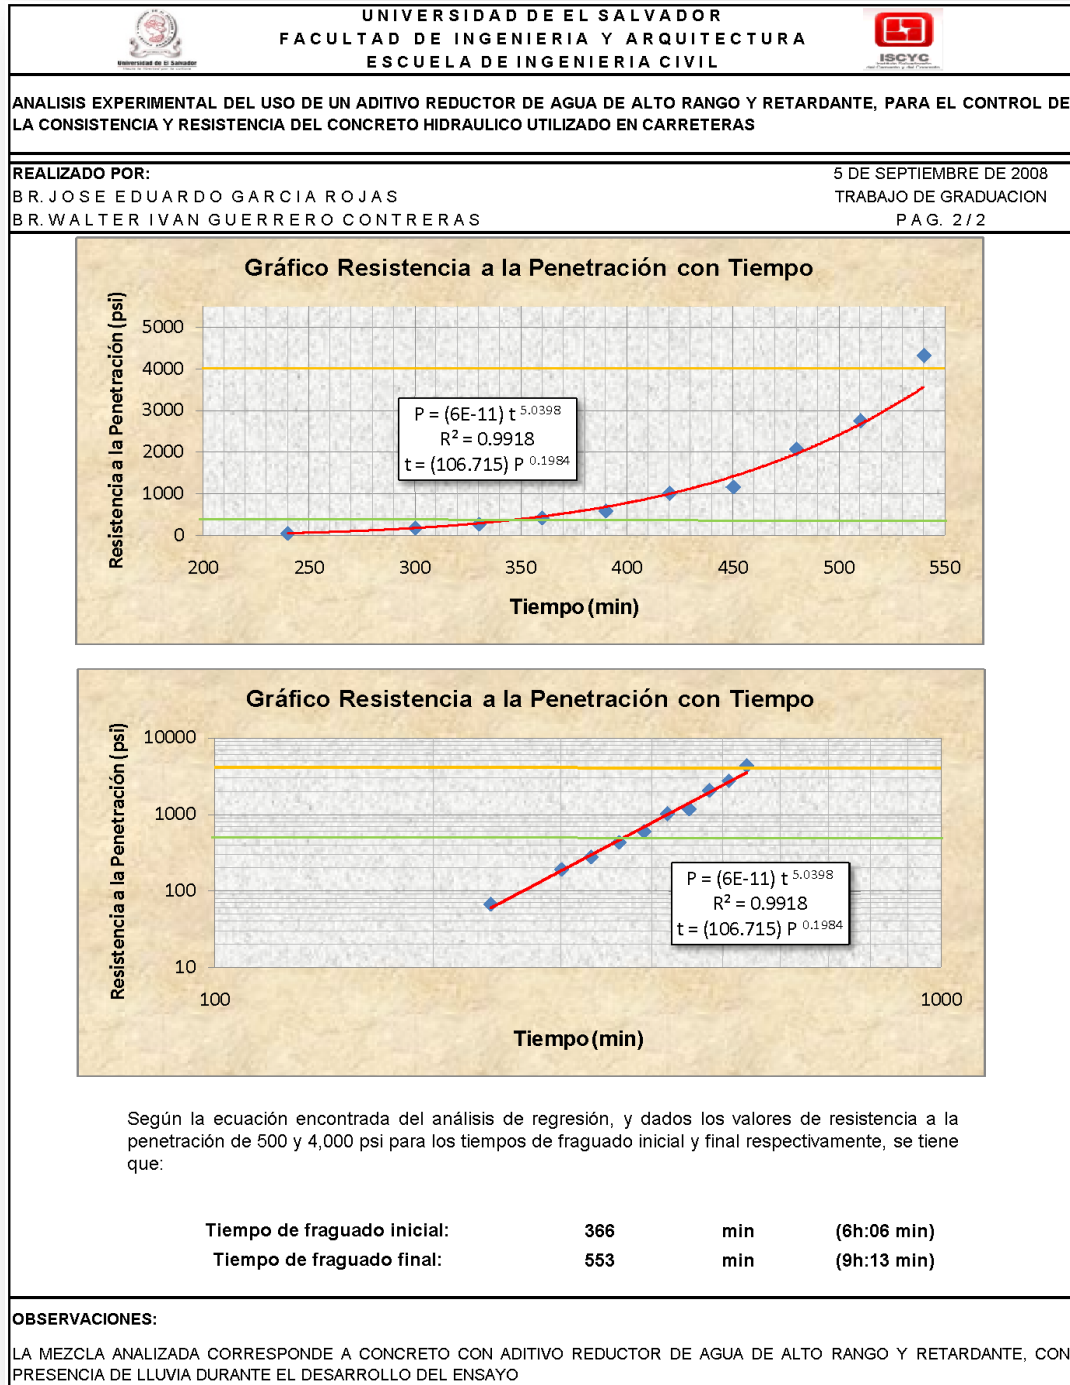 UNIVERSIDAD DE EL SALVADOR
FACULTAD DE INGENIERIA Y ARQUITECTURA
ESCUELA DE INGENIERIA CIVIL
Universidad de El Salvador
ISCYC
ANALISIS EXPERIMENTAL DEL USO DE UN ADITIVO REDUCTOR DE AGUA DE ALTO RANGO Y RETARDANTE, PARA EL CONTROL DE
LA CONSISTENCIA Y RESISTENCIA DEL CONCRETO HIDRAULICO UTILIZADO EN CARRETERAS
REALIZADO POR:
5 DE SEPTIEMBRE DE 2008
BR. JOSE EDUARDO GARCIA ROJAS
TRABAJO DE GRADUACION
BR. WALTER IVAN GUERRERO CONTRERAS
PAG. 2/2
Gráfico Resistencia a la Penetración con Tiempo
Resistencia a la Penetración (psi)
5000
4000
3000
2000
1000
0
P = (6E-11) t 5.0398
R² = 0.9918
t = (106.715) P 0.1984
200 250 300 350 400 450 500 550
Tiempo (min)
Gráfico Resistencia a la Penetración con Tiempo
Resistencia a la Penetración (psi)
10000
1000
100
10
P = (6E-11) t 5.0398
R² = 0.9918
t = (106.715) P 0.1984
100 1000
Tiempo (min)
Según la ecuación encontrada del análisis de regresión, y dados los valores de resistencia a la
penetración de 500 y 4,000 psi para los tiempos de fraguado inicial y final respectivamente, se tiene
que:
Tiempo de fraguado inicial: 366 min (6h:06 min)
Tiempo de fraguado final: 553 min (9h:13 min)
OBSERVACIONES:
LA MEZCLA ANALIZADA CORRESPONDE A CONCRETO CON ADITIVO REDUCTOR DE AGUA DE ALTO RANGO Y RETARDANTE, CON
PRESENCIA DE LLUVIA DURANTE EL DESARROLLO DEL ENSAYO